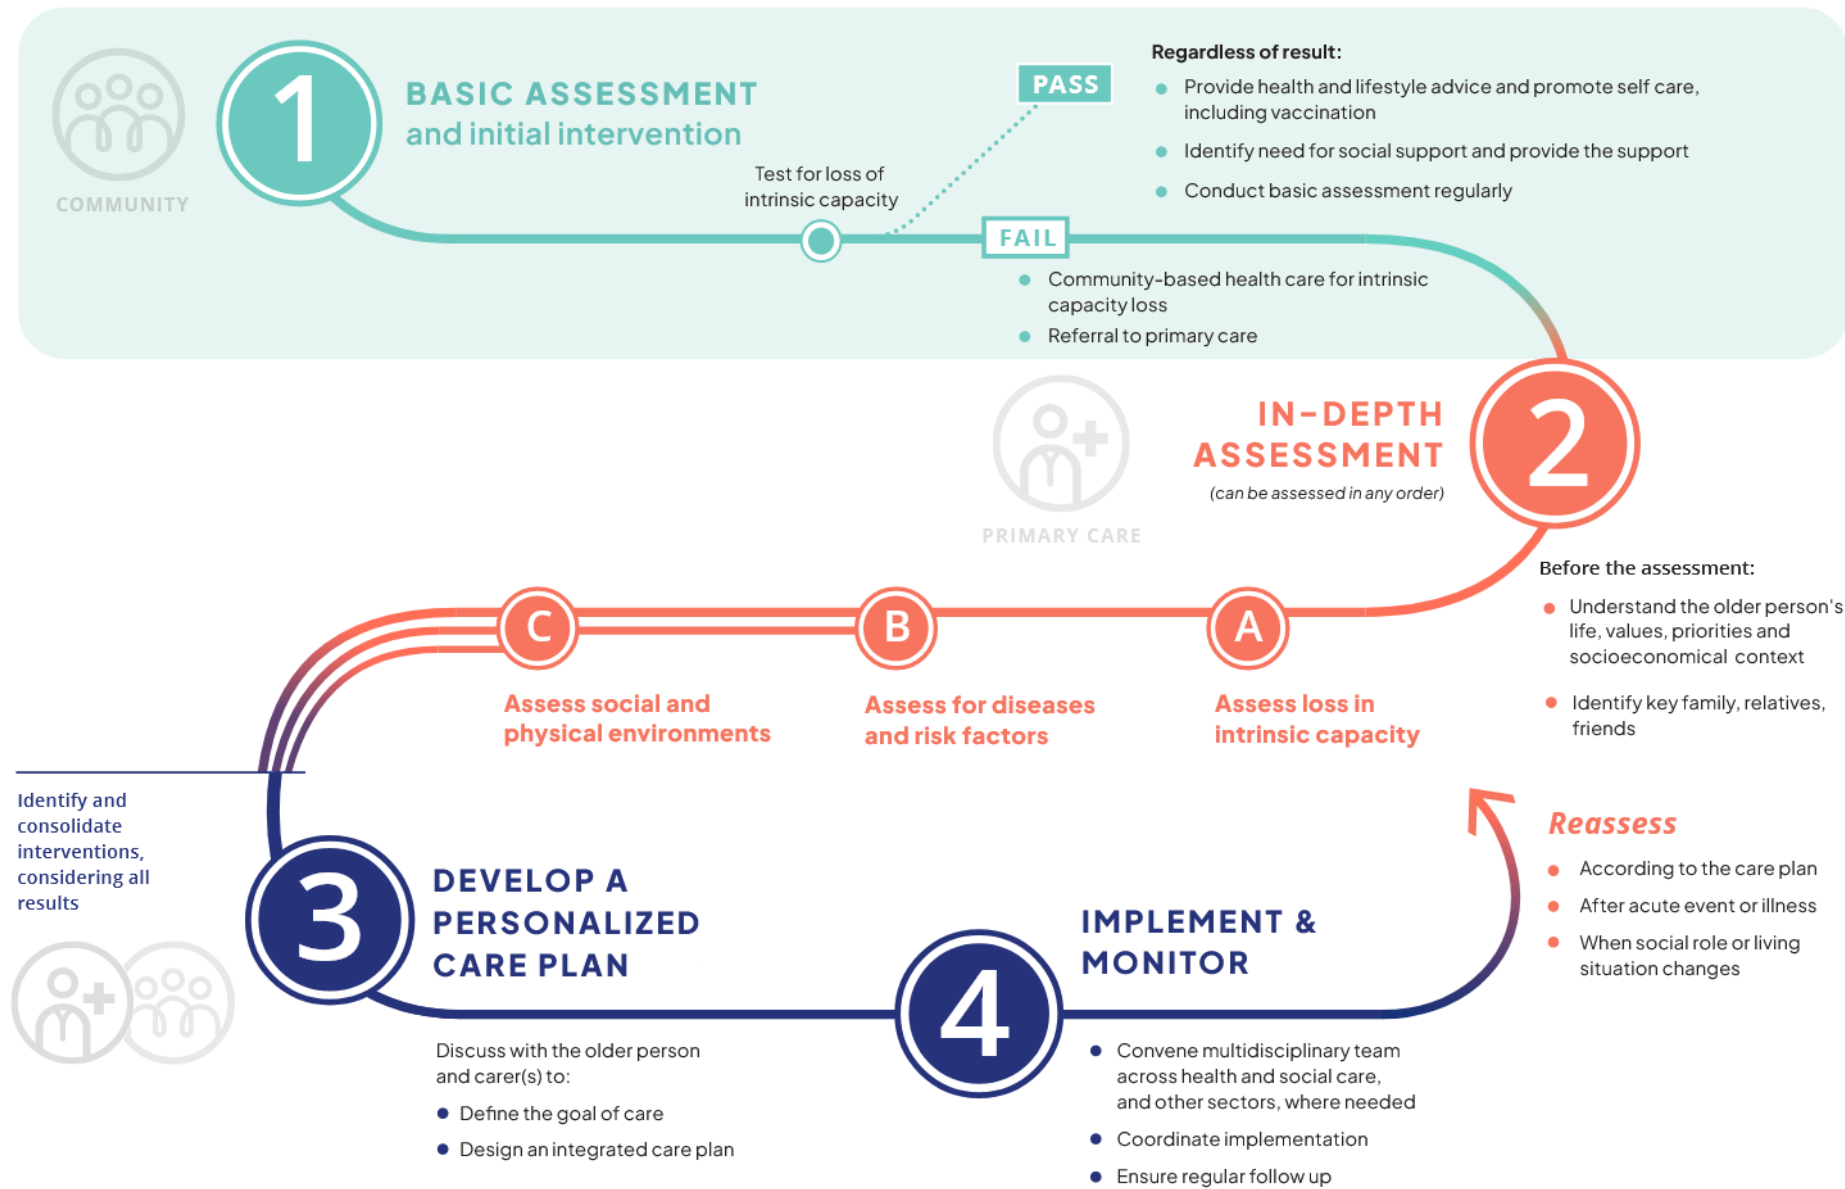 COMMUNITY
1
BASIC ASSESSMENT
and initial intervention
Test for loss of
intrinsic capacity
PASS
Regardless of result:
Provide health and lifestyle advice and promote self care,
including vaccination
Identify need for social support and provide the support
Conduct basic assessment regularly
FAIL
Community-based health care for intrinsic
capacity loss
Referral to primary care
PRIMARY CARE
IN-DEPTH
ASSESSMENT
(can be assessed in any order)
2
Before the assessment:
Understand the older person's
life, values, priorities and
socioeconomical context
Identify key family, relatives,
friends
A
Assess loss in
intrinsic capacity
B
Assess for diseases
and risk factors
C
Assess social and
physical environments
Identify and
consolidate
interventions,
considering all
results
3
DEVELOP A
PERSONALIZED
CARE PLAN
Discuss with the older person
and carer(s) to:
Define the goal of care
Design an integrated care plan
4
IMPLEMENT &
MONITOR
Convene multidisciplinary team
across health and social care,
and other sectors, where needed
Coordinate implementation
Ensure regular follow up
Reassess
According to the care plan
After acute event or illness
When social role or living
situation changes